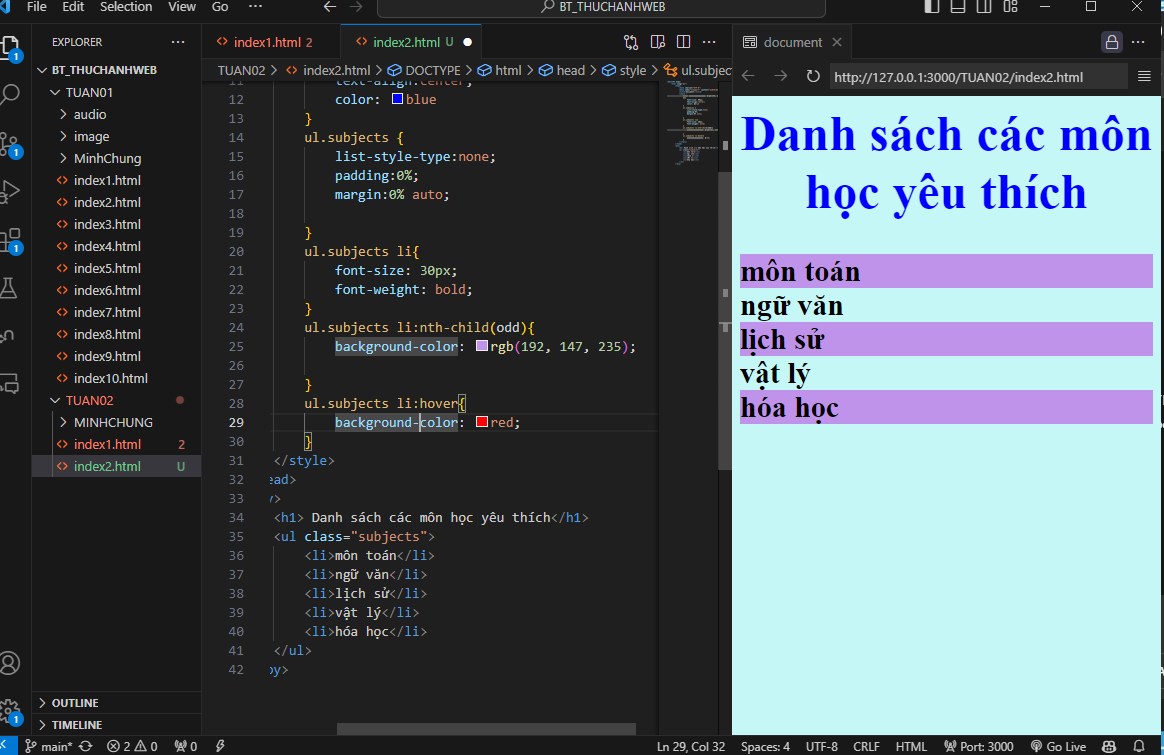 File Edit Selection View Go ··· BT_THUCHANHWEB
EXPLORER ···
BT_THUCHANHWEB
TUAN01
audio
image
MinhChung
index1.html
index2.html
index3.html
index4.html
index5.html
index6.html
index7.html
index8.html
index9.html
index10.html
TUAN02
MINHCHUNG
index1.html 2
index2.html U
OUTLINE
TIMELINE
1
1
1
1
index1.html 2 index2.html U ···
TUAN02 > index2.html > DOCTYPE > html > head > style > ul.subjec
11 text-align:center;
12 color: blue
13 }
14 ul.subjects {
15 list-style-type:none;
16 padding:0%;
17 margin:0% auto;
18
19 }
20 ul.subjects li{
21 font-size: 30px;
22 font-weight: bold;
23 }
24 ul.subjects li:nth-child(odd){
25 background-color: rgb(192, 147, 235);
26
27 }
28 ul.subjects li:hover{
29 background-color: red;
30 }
31 </style>
32 ead>
33 y>
34 <h1> Danh sách các môn học yêu thích</h1>
35 <ul class="subjects">
36 <li>môn toán</li>
37 <li>ngữ văn</li>
38 <li>lịch sử</li>
39 <li>vật lý</li>
40 <li>hóa học</li>
41 </ul>
42 dy>
document ···
http://127.0.0.1:3000/TUAN02/index2.html
Danh sách các môn
học yêu thích
môn toán
ngữ văn
lịch sử
vật lý
hóa học
main* 2 0 0 Ln 29, Col 32 Spaces: 4 UTF-8 CRLF HTML Port: 3000 Go Live